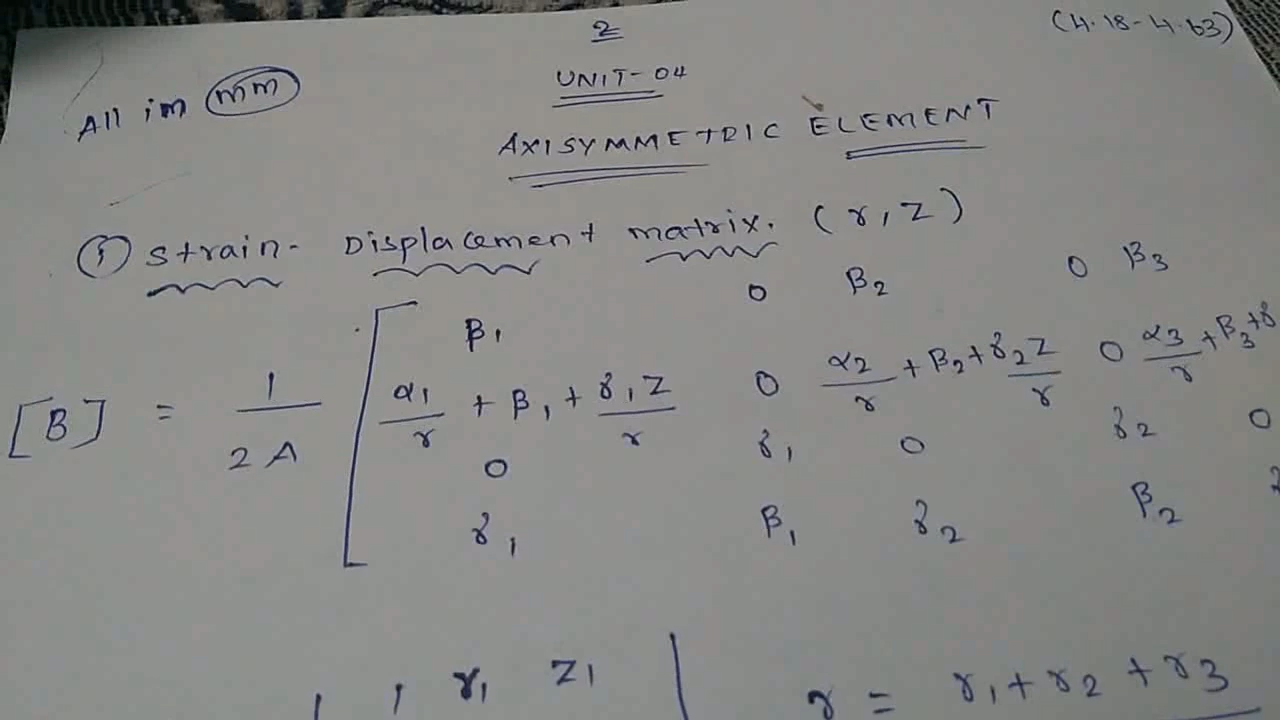 2
(4.18-4.63)
UNIT-04
All in mm
AXISYMMETRIC ELEMENT
① Strain- Displacement matrix. (r, z)
[B] = 1/2A [
β1 0 β2 0 β3
α1/r + β1 + γ1z/r 0 α2/r + β2 + γ2z/r 0 α3/r + β3 + γ
0 γ1 0 γ2 0
γ1 β1 γ2 β2
1 r1 z1
r = r1 + r2 + r3